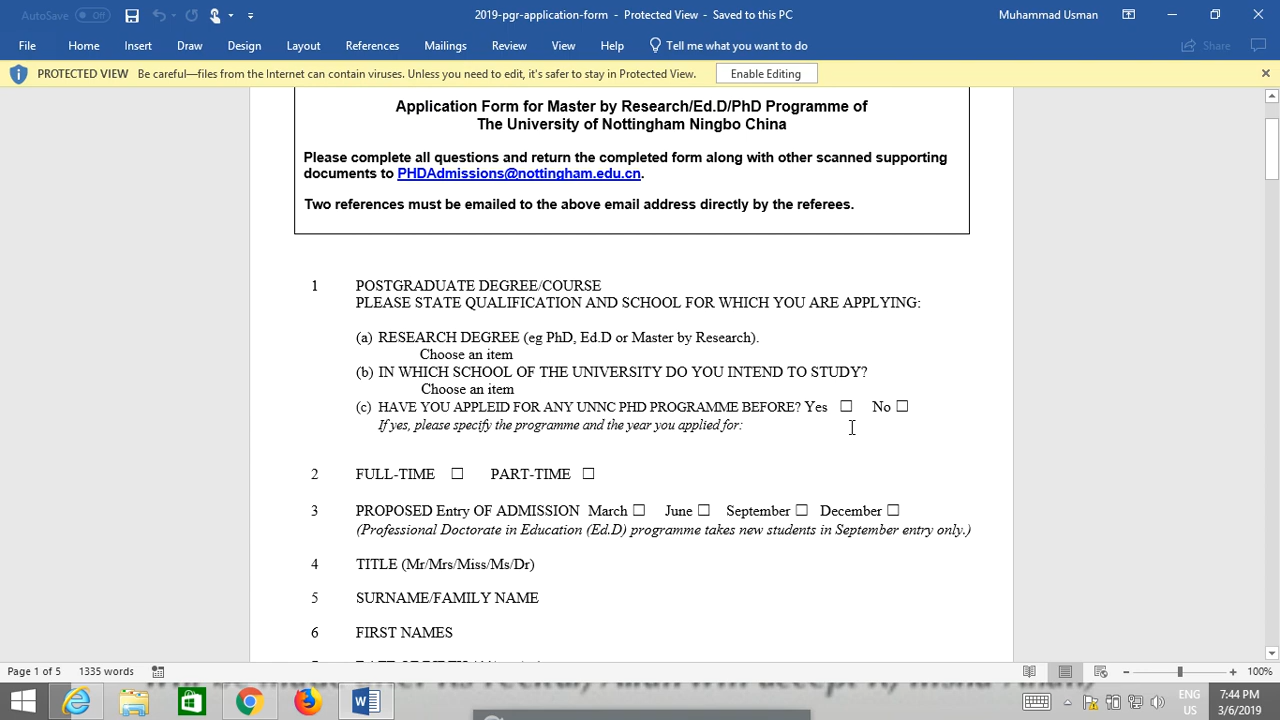 AutoSave Off
2019-pgr-application-form - Protected View - Saved to this PC
Muhammad Usman
File Home Insert Draw Design Layout References Mailings Review View Help Tell me what you want to do Share
PROTECTED VIEW Be careful—files from the Internet can contain viruses. Unless you need to edit, it's safer to stay in Protected View. Enable Editing
Application Form for Master by Research/Ed.D/PhD Programme of
The University of Nottingham Ningbo China
Please complete all questions and return the completed form along with other scanned supporting
documents to PHDAdmissions@nottingham.edu.cn.
Two references must be emailed to the above email address directly by the referees.
1 POSTGRADUATE DEGREE/COURSE
PLEASE STATE QUALIFICATION AND SCHOOL FOR WHICH YOU ARE APPLYING:
(a) RESEARCH DEGREE (eg PhD, Ed.D or Master by Research).
Choose an item
(b) IN WHICH SCHOOL OF THE UNIVERSITY DO YOU INTEND TO STUDY?
Choose an item
(c) HAVE YOU APPLEID FOR ANY UNNC PHD PROGRAMME BEFORE? Yes ☐ No ☐
If yes, please specify the programme and the year you applied for:
2 FULL-TIME ☐ PART-TIME ☐
3 PROPOSED Entry OF ADMISSION March ☐ June ☐ September ☐ December ☐
(Professional Doctorate in Education (Ed.D) programme takes new students in September entry only.)
4 TITLE (Mr/Mrs/Miss/Ms/Dr)
5 SURNAME/FAMILY NAME
6 FIRST NAMES
Page 1 of 5 1335 words 100%
ENG 7:44 PM
US 3/6/2019